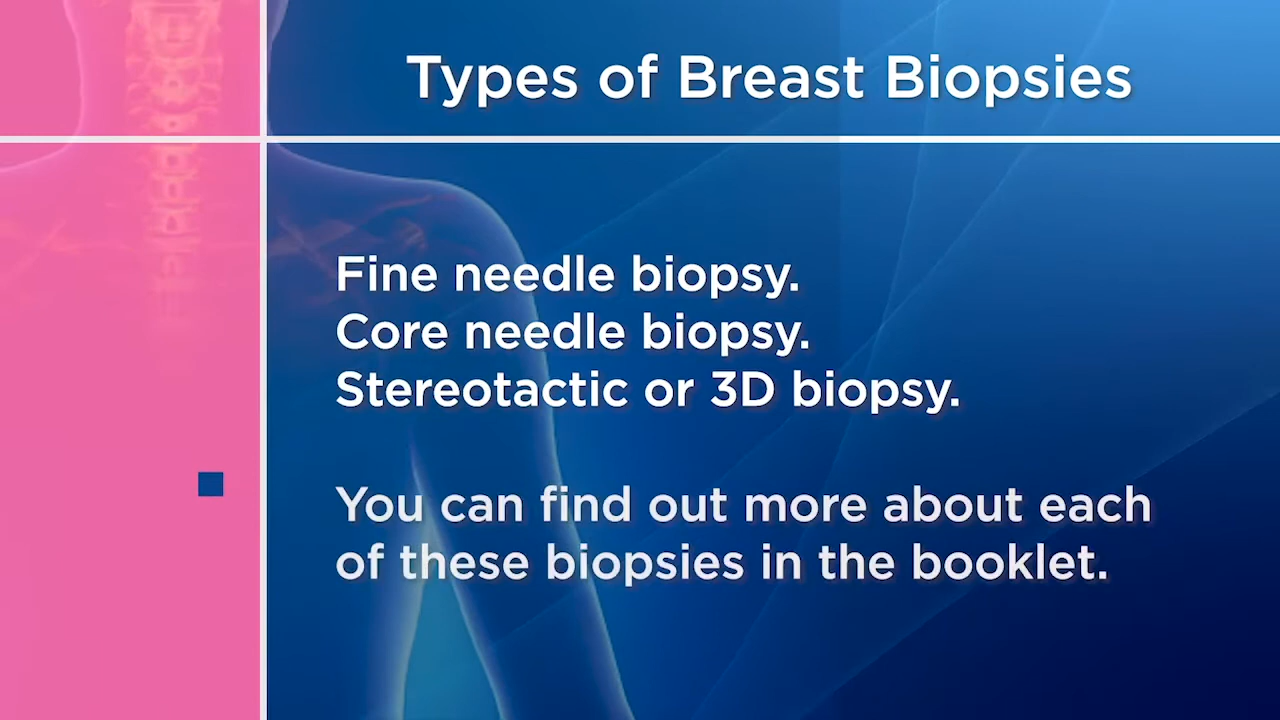 Types of Breast Biopsies
Fine needle biopsy.
Core needle biopsy.
Stereotactic or 3D biopsy.
You can find out more about each
of these biopsies in the booklet.